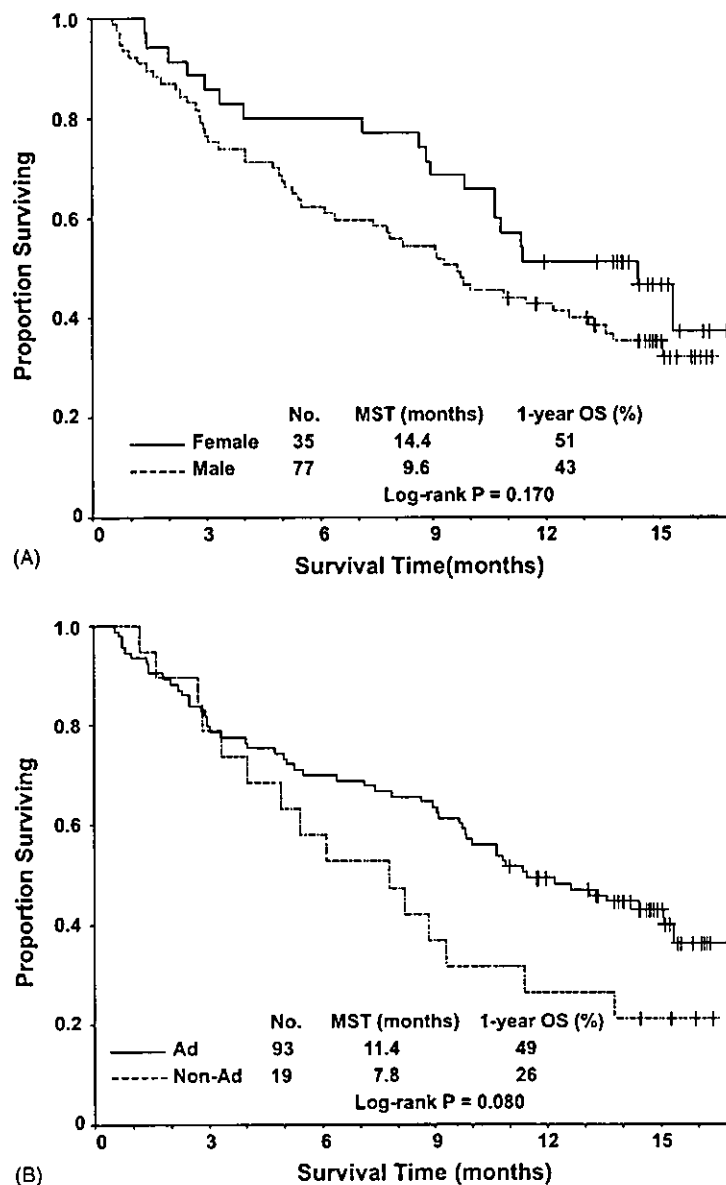 1.0
0.8
0.6
0.4
0.2
0
Proportion Surviving
No. MST (months) 1-year OS (%)
Female 35 14.4 51
Male 77 9.6 43
Log-rank P = 0.170
0 3 6 9 12 15
Survival Time(months)
(A)
1.0
0.8
0.6
0.4
0.2
0
Proportion Surviving
No. MST (months) 1-year OS (%)
Ad 93 11.4 49
Non-Ad 19 7.8 26
Log-rank P = 0.080
0 3 6 9 12 15
Survival Time (months)
(B)